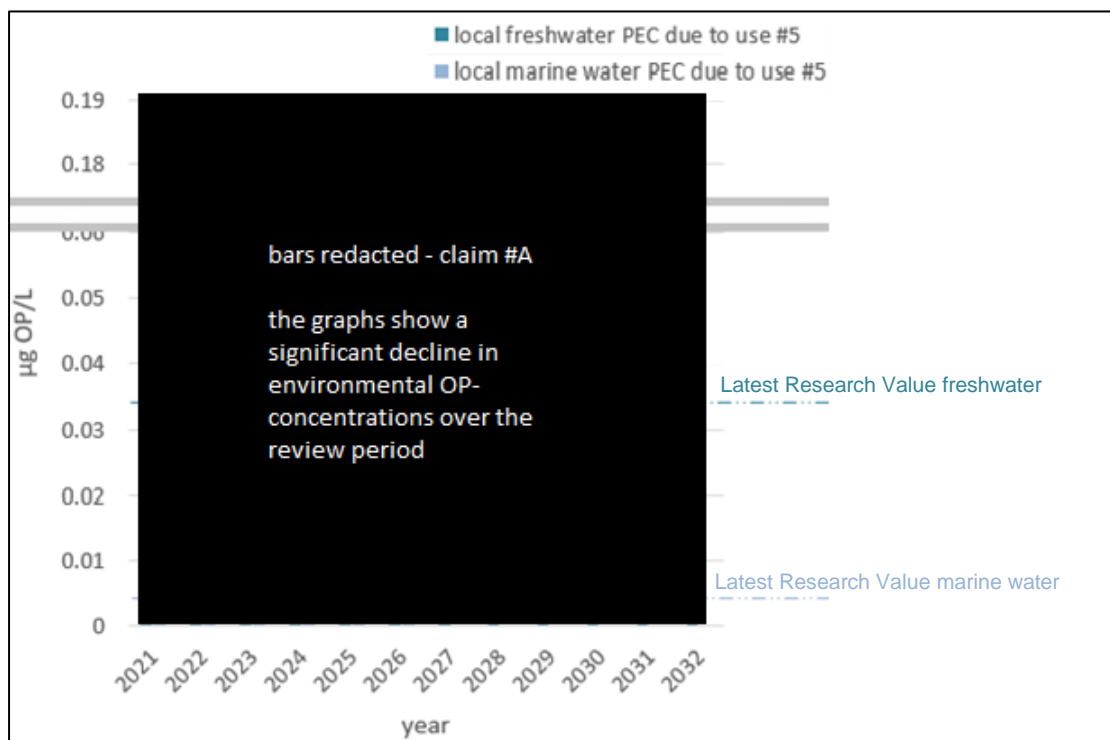 local freshwater PEC due to use #5
local marine water PEC due to use #5
0.19
0.18
0.06
0.05
0.04
0.03
0.02
0.01
0
µg OP/L
bars redacted - claim #A
the graphs show a
significant decline in
environmental OP-
concentrations over the
review period
Latest Research Value freshwater
Latest Research Value marine water
2021
2022
2023
2024
2025
2026
2027
2028
2029
2030
2031
2032
year